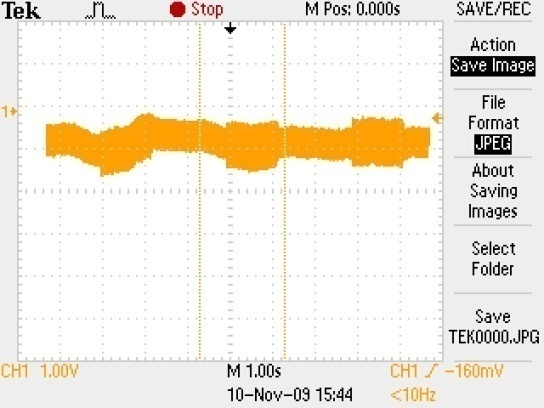 Tek Stop M Pos: 0.000s SAVE/REC
Action
Save Image
File
Format
JPEG
About
Saving
Images
Select
Folder
Save
TEK0000.JPG
1
CH1 1.00V M 1.00s CH1 -160mV
10-Nov-09 15:44 <10Hz